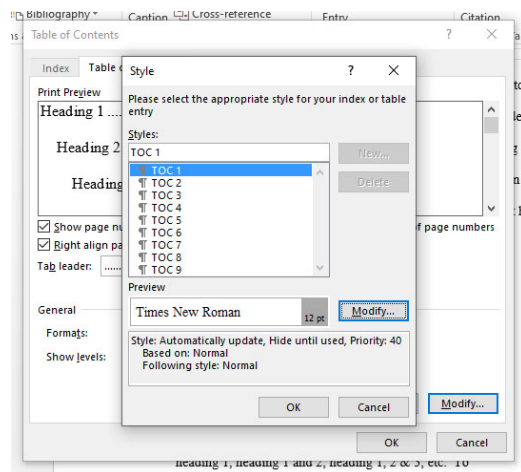 Bibliography
Caption
Cross-reference
Entry
Citation
Table of Contents
?
Index
Table
Style
?
Print Preview
Please select the appropriate style for your index or table
entry
Heading 1 ....
Styles:
TOC 1
New...
Heading 2
¶ TOC 1
Delete
¶ TOC 2
Heading
¶ TOC 3
¶ TOC 4
¶ TOC 5
Show page
of page numbers
¶ TOC 6
Right align
¶ TOC 7
¶ TOC 8
Tab leader: ......
¶ TOC 9
Preview
General
Times New Roman
12 pt
Modify...
Formats:
Style: Automatically update, Hide until used, Priority: 40
Based on: Normal
Show levels:
Following style: Normal
OK
Cancel
Modify...
OK
Cancel
heading 1, heading 1 and 2, heading 1, 2 & 3, etc. To